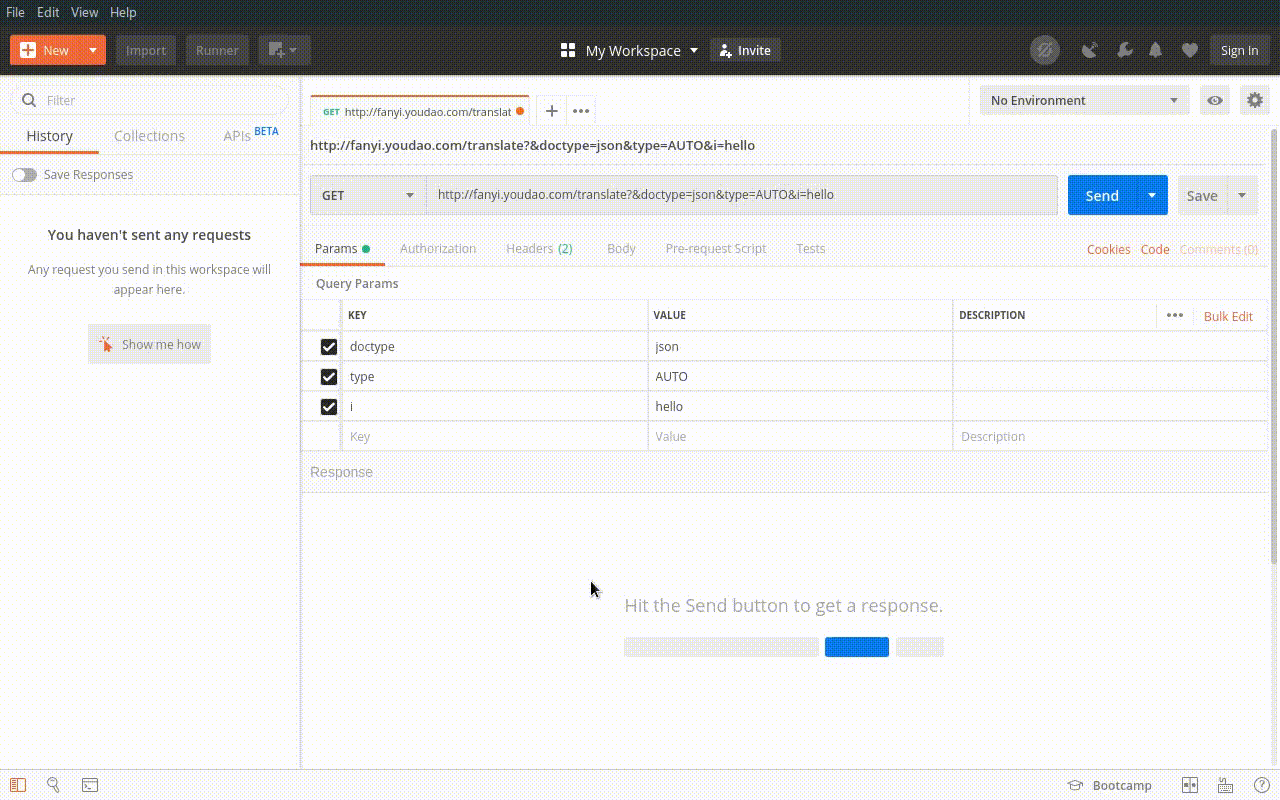 File Edit View Help
New Import Runner My Workspace Invite Sign In
Filter
History Collections APIs BETA
Save Responses
You haven't sent any requests
Any request you send in this workspace will
appear here.
Show me how
GET http://fanyi.youdao.com/translat
No Environment
http://fanyi.youdao.com/translate?&doctype=json&type=AUTO&i=hello
GET http://fanyi.youdao.com/translate?&doctype=json&type=AUTO&i=hello Send Save
Params Authorization Headers (2) Body Pre-request Script Tests Cookies Code Comments (0)
Query Params
KEY VALUE DESCRIPTION Bulk Edit
doctype json
type AUTO
i hello
Key Value Description
Response
Hit the Send button to get a response.
Bootcamp